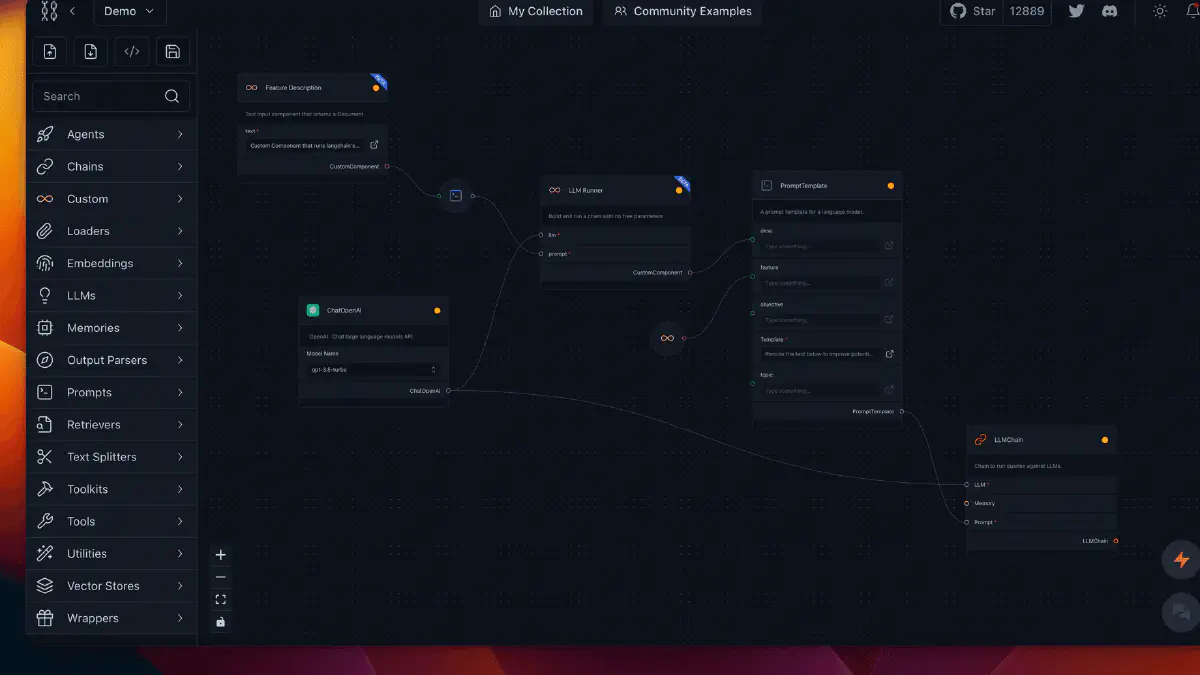 Demo
My Collection
Community Examples
Star
12889
Search
Agents
Chains
Custom
Loaders
Embeddings
LLMs
Memories
Output Parsers
Prompts
Retrievers
Text Splitters
Toolkits
Tools
Utilities
Vector Stores
Wrappers
Feature Description
BETA
Text input component that returns a Document
text *
Custom Component that runs langchain's...
CustomComponent
LLM Runner
BETA
Build and run a chain with no free parameters
llm *
prompt *
CustomComponent
PromptTemplate
A prompt template for a language model.
desc
Type something...
feature
Type something...
objective
Type something...
Template *
Rewrite the text below to improve potenti...
topic
Type something...
PromptTemplate
ChatOpenAI
OpenAI Chat large language models API.
Model Name
gpt-3.5-turbo
ChatOpenAI
LLMChain
Chain to run queries against LLMs.
LLM *
Memory
Prompt *
LLMChain